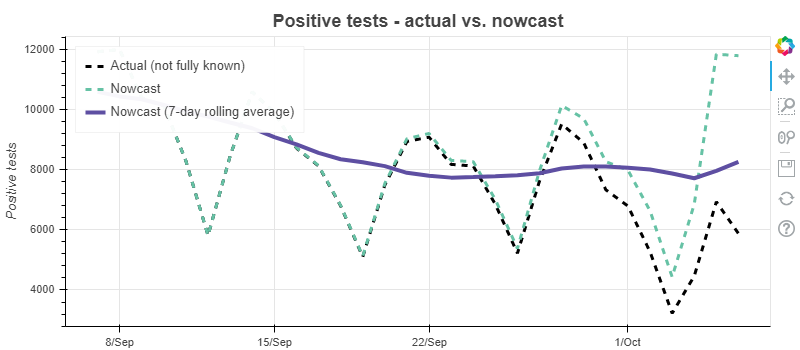 Positive tests - actual vs. nowcast
Actual (not fully known)
Nowcast
Nowcast (7-day rolling average)
Positive tests
12000
10000
8000
6000
4000
8/Sep
15/Sep
22/Sep
1/Oct